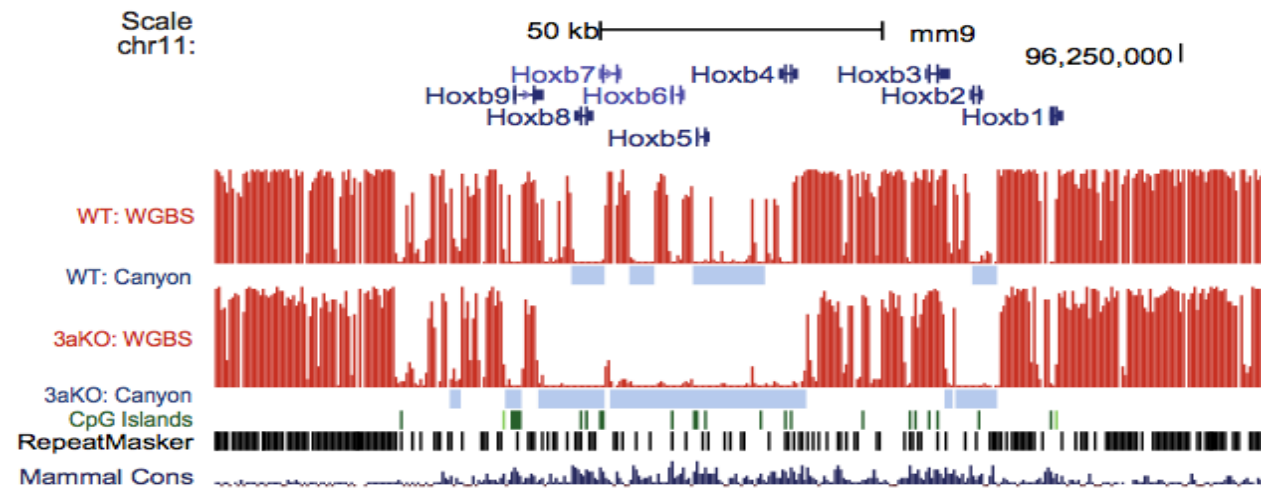 Scale
chr11:
50 kb
mm9
96,250,000
Hoxb7
Hoxb4
Hoxb3
Hoxb9
Hoxb6
Hoxb2
Hoxb8
Hoxb1
Hoxb5
WT: WGBS
WT: Canyon
3aKO: WGBS
3aKO: Canyon
CpG Islands
RepeatMasker
Mammal Cons